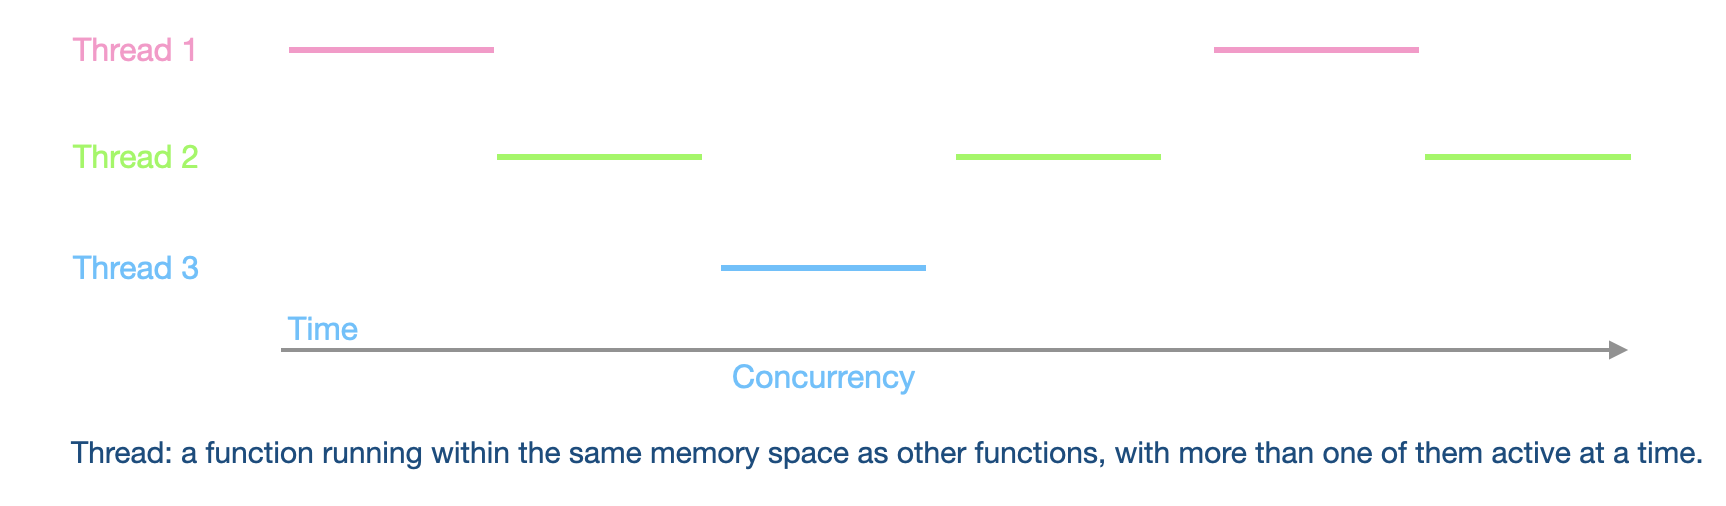 Thread 1
Thread 2
Thread 3
Time
Concurrency
Thread: a function running within the same memory space as other functions, with more than one of them active at a time.